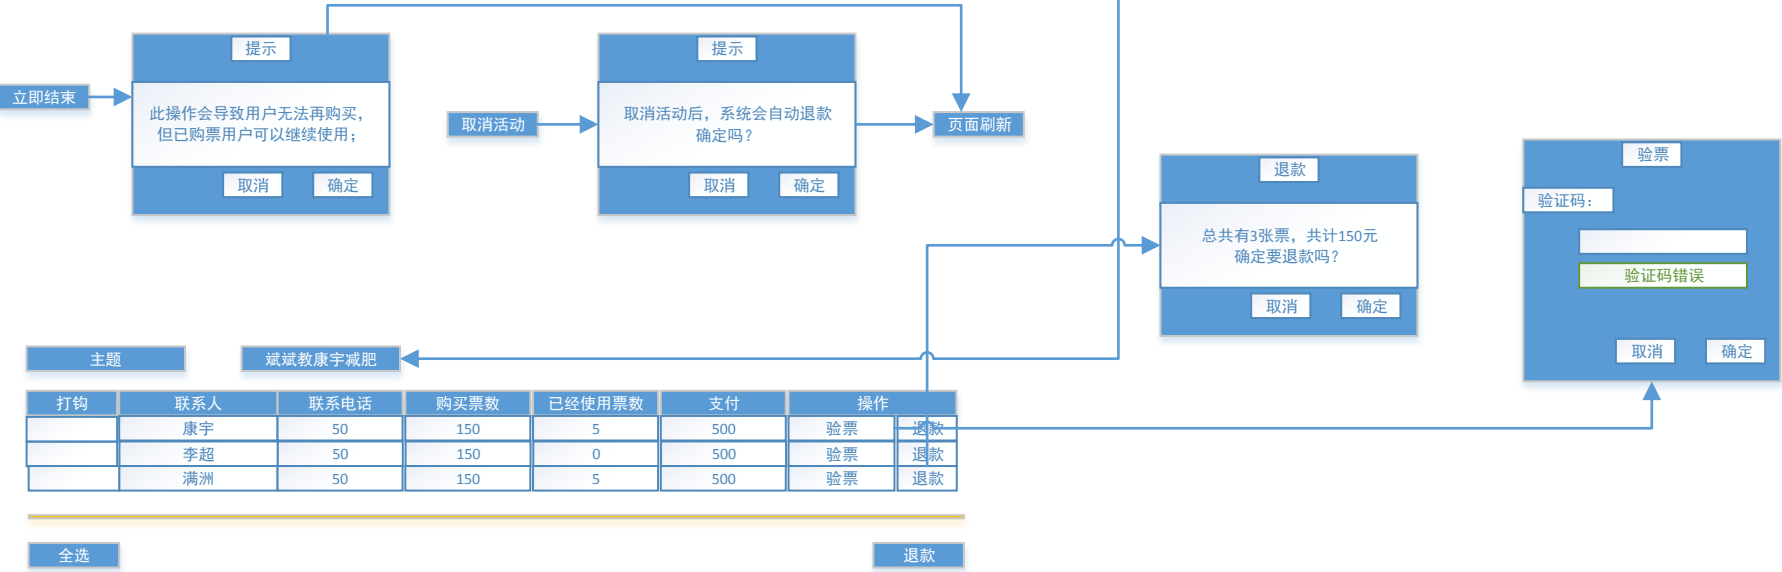 提示
立即结束
此操作会导致用户无法再购买，
但已购票用户可以继续使用；
取消
确定
提示
取消活动
取消活动后，系统会自动退款
确定吗？
取消
确定
页面刷新
退款
总共有3张票，共计150元
确定要退款吗？
取消
确定
验票
验证码：
验证码错误
取消
确定
主题
斌斌教康宇减肥
打钩 联系人 联系电话 购买票数 已经使用票数 支付 操作
康宇 50 150 5 500 验票 退款
李超 50 150 0 500 验票 退款
满洲 50 150 5 500 验票 退款
全选
退款